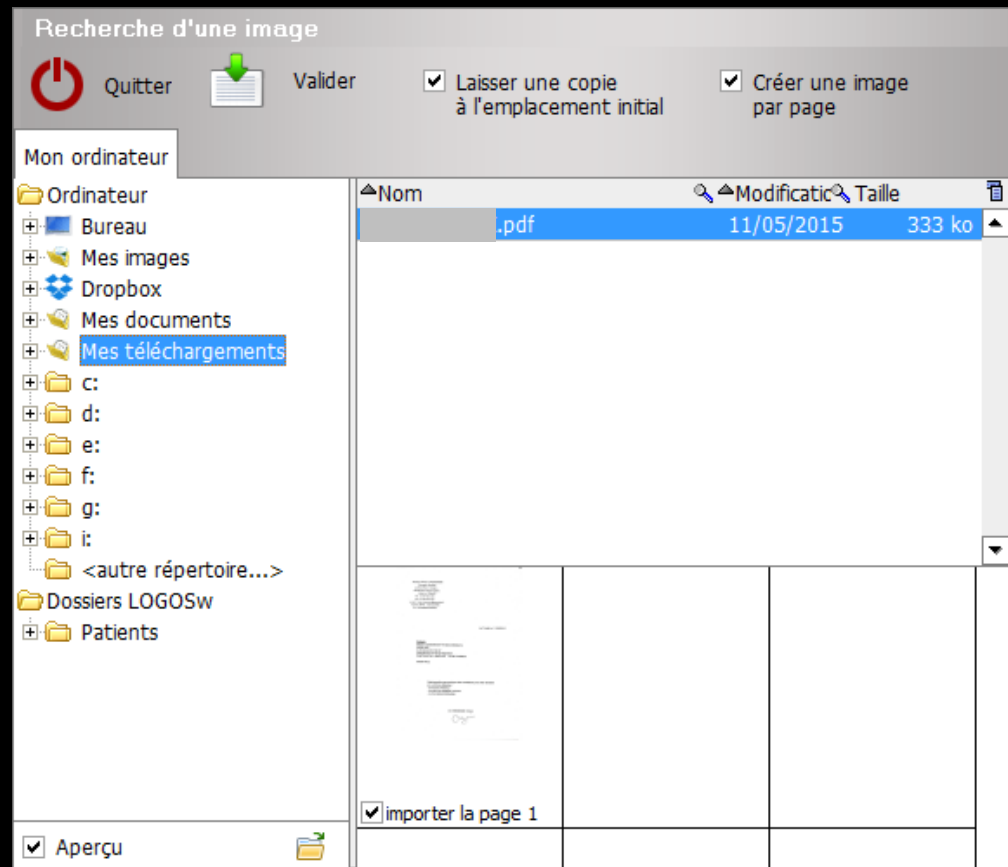 Recherche d'une image
Quitter
Valider
Laisser une copie
à l'emplacement initial
Créer une image
par page
Mon ordinateur
Ordinateur
Bureau
Mes images
Dropbox
Mes documents
Mes téléchargements
c:
d:
e:
f:
g:
i:
<autre répertoire...>
Dossiers LOGOSw
Patients
Aperçu
Nom
Modificatic
Taille
.pdf
11/05/2015
333 ko
importer la page 1